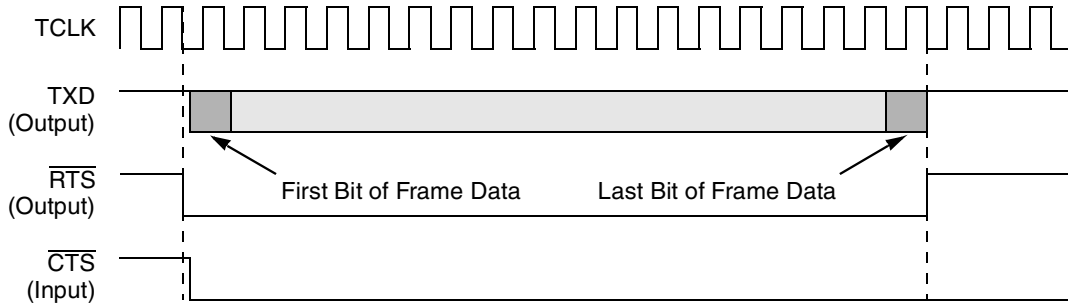 TCLK
TXD
(Output)
RTS
(Output)
First Bit of Frame Data
Last Bit of Frame Data
CTS
(Input)